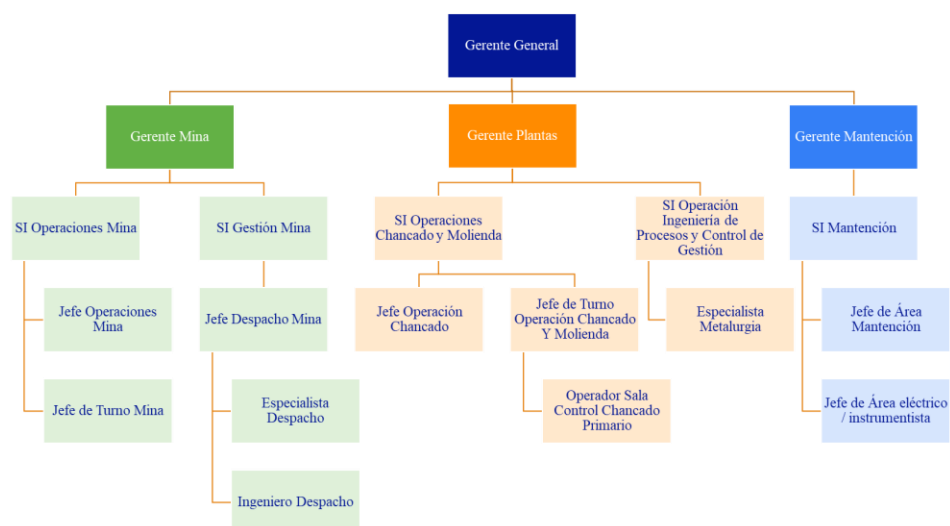 Gerente General
Gerente Mina
Gerente Plantas
Gerente Mantención
SI Operaciones Mina
SI Gestión Mina
SI Operaciones
Chancado y Molienda
SI Operación
Ingeniería de
Procesos y Control de
Gestión
SI Mantención
Jefe Operaciones
Mina
Jefe Despacho Mina
Jefe Operación
Chancado
Jefe de Turno
Operación Chancado
Y Molienda
Especialista
Metalurgia
Jefe de Área
Mantención
Jefe de Turno Mina
Especialista
Despacho
Operador Sala
Control Chancado
Primario
Jefe de Área eléctrico
/ instrumentista
Ingeniero Despacho